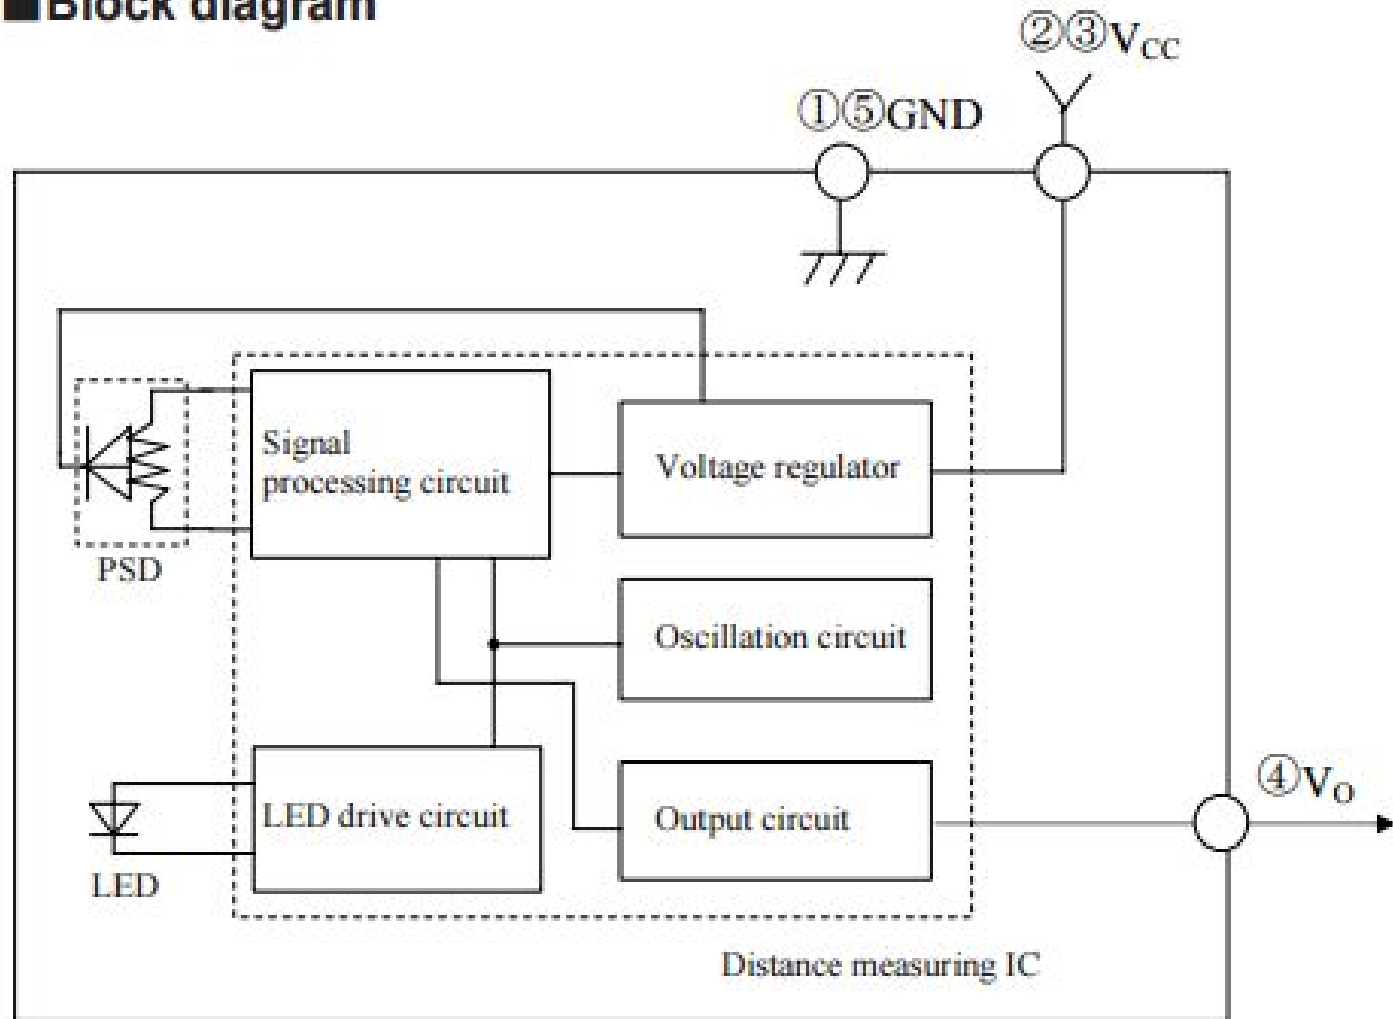 ■Block diagram
②③VCC
①⑤GND
Signal
processing circuit
Voltage regulator
PSD
Oscillation circuit
④VO
LED drive circuit
Output circuit
LED
Distance measuring IC